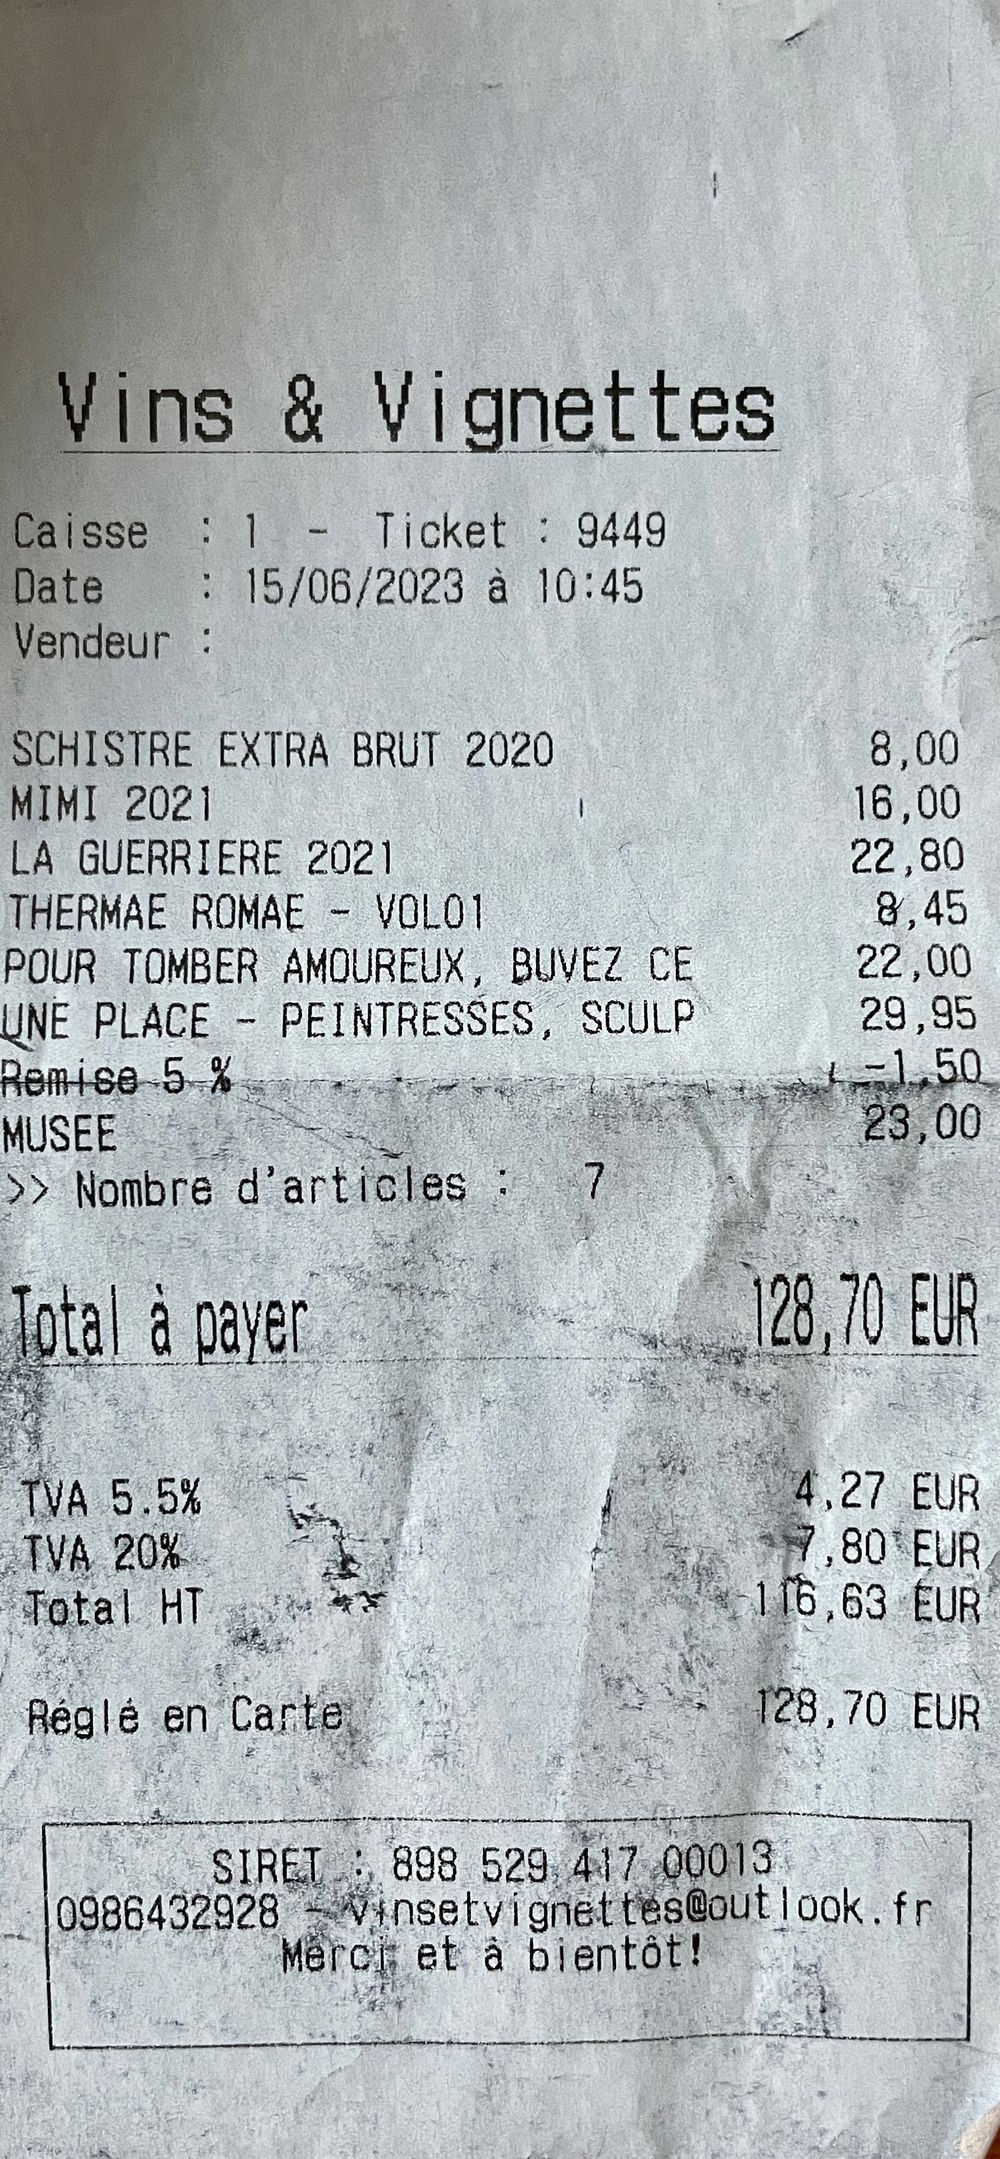 Vins & Vignettes
Caisse : 1 - Ticket : 9449
Date : 15/06/2023 à 10:45
Vendeur :
SCHISTRE EXTRA BRUT 2020 8,00
MIMI 2021 16,00
LA GUERRIERE 2021 22,80
THERMAE ROMAE - VOL01 8,45
POUR TOMBER AMOUREUX, BUVEZ CE 22,00
UNE PLACE - PEINTRESSES, SCULP 29,95
Remise 5 % -1,50
MUSEE 23,00
>> Nombre d'articles : 7
Total à payer 128,70 EUR
TVA 5.5% 4,27 EUR
TVA 20% 7,80 EUR
Total HT 116,63 EUR
Réglé en Carte 128,70 EUR
SIRET : 898 529 417 00013
0986432928 - vinsetvignettes@outlook.fr
Merci et à bientôt!